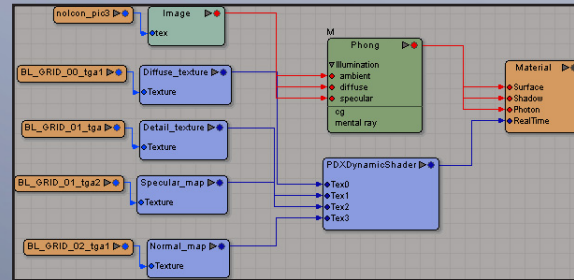 noIcon_pic3
Image
tex
BL_GRID_00_tga1
Diffuse_texture
Texture
BL_GRID_01_tga
Detail_texture
Texture
BL_GRID_01_tga2
Specular_map
Texture
BL_GRID_02_tga1
Normal_map
Texture
M
Phong
Illumination
ambient
diffuse
specular
cg
mental ray
PDXDynamicShader
Tex0
Tex1
Tex2
Tex3
Material
Surface
Shadow
Photon
RealTime